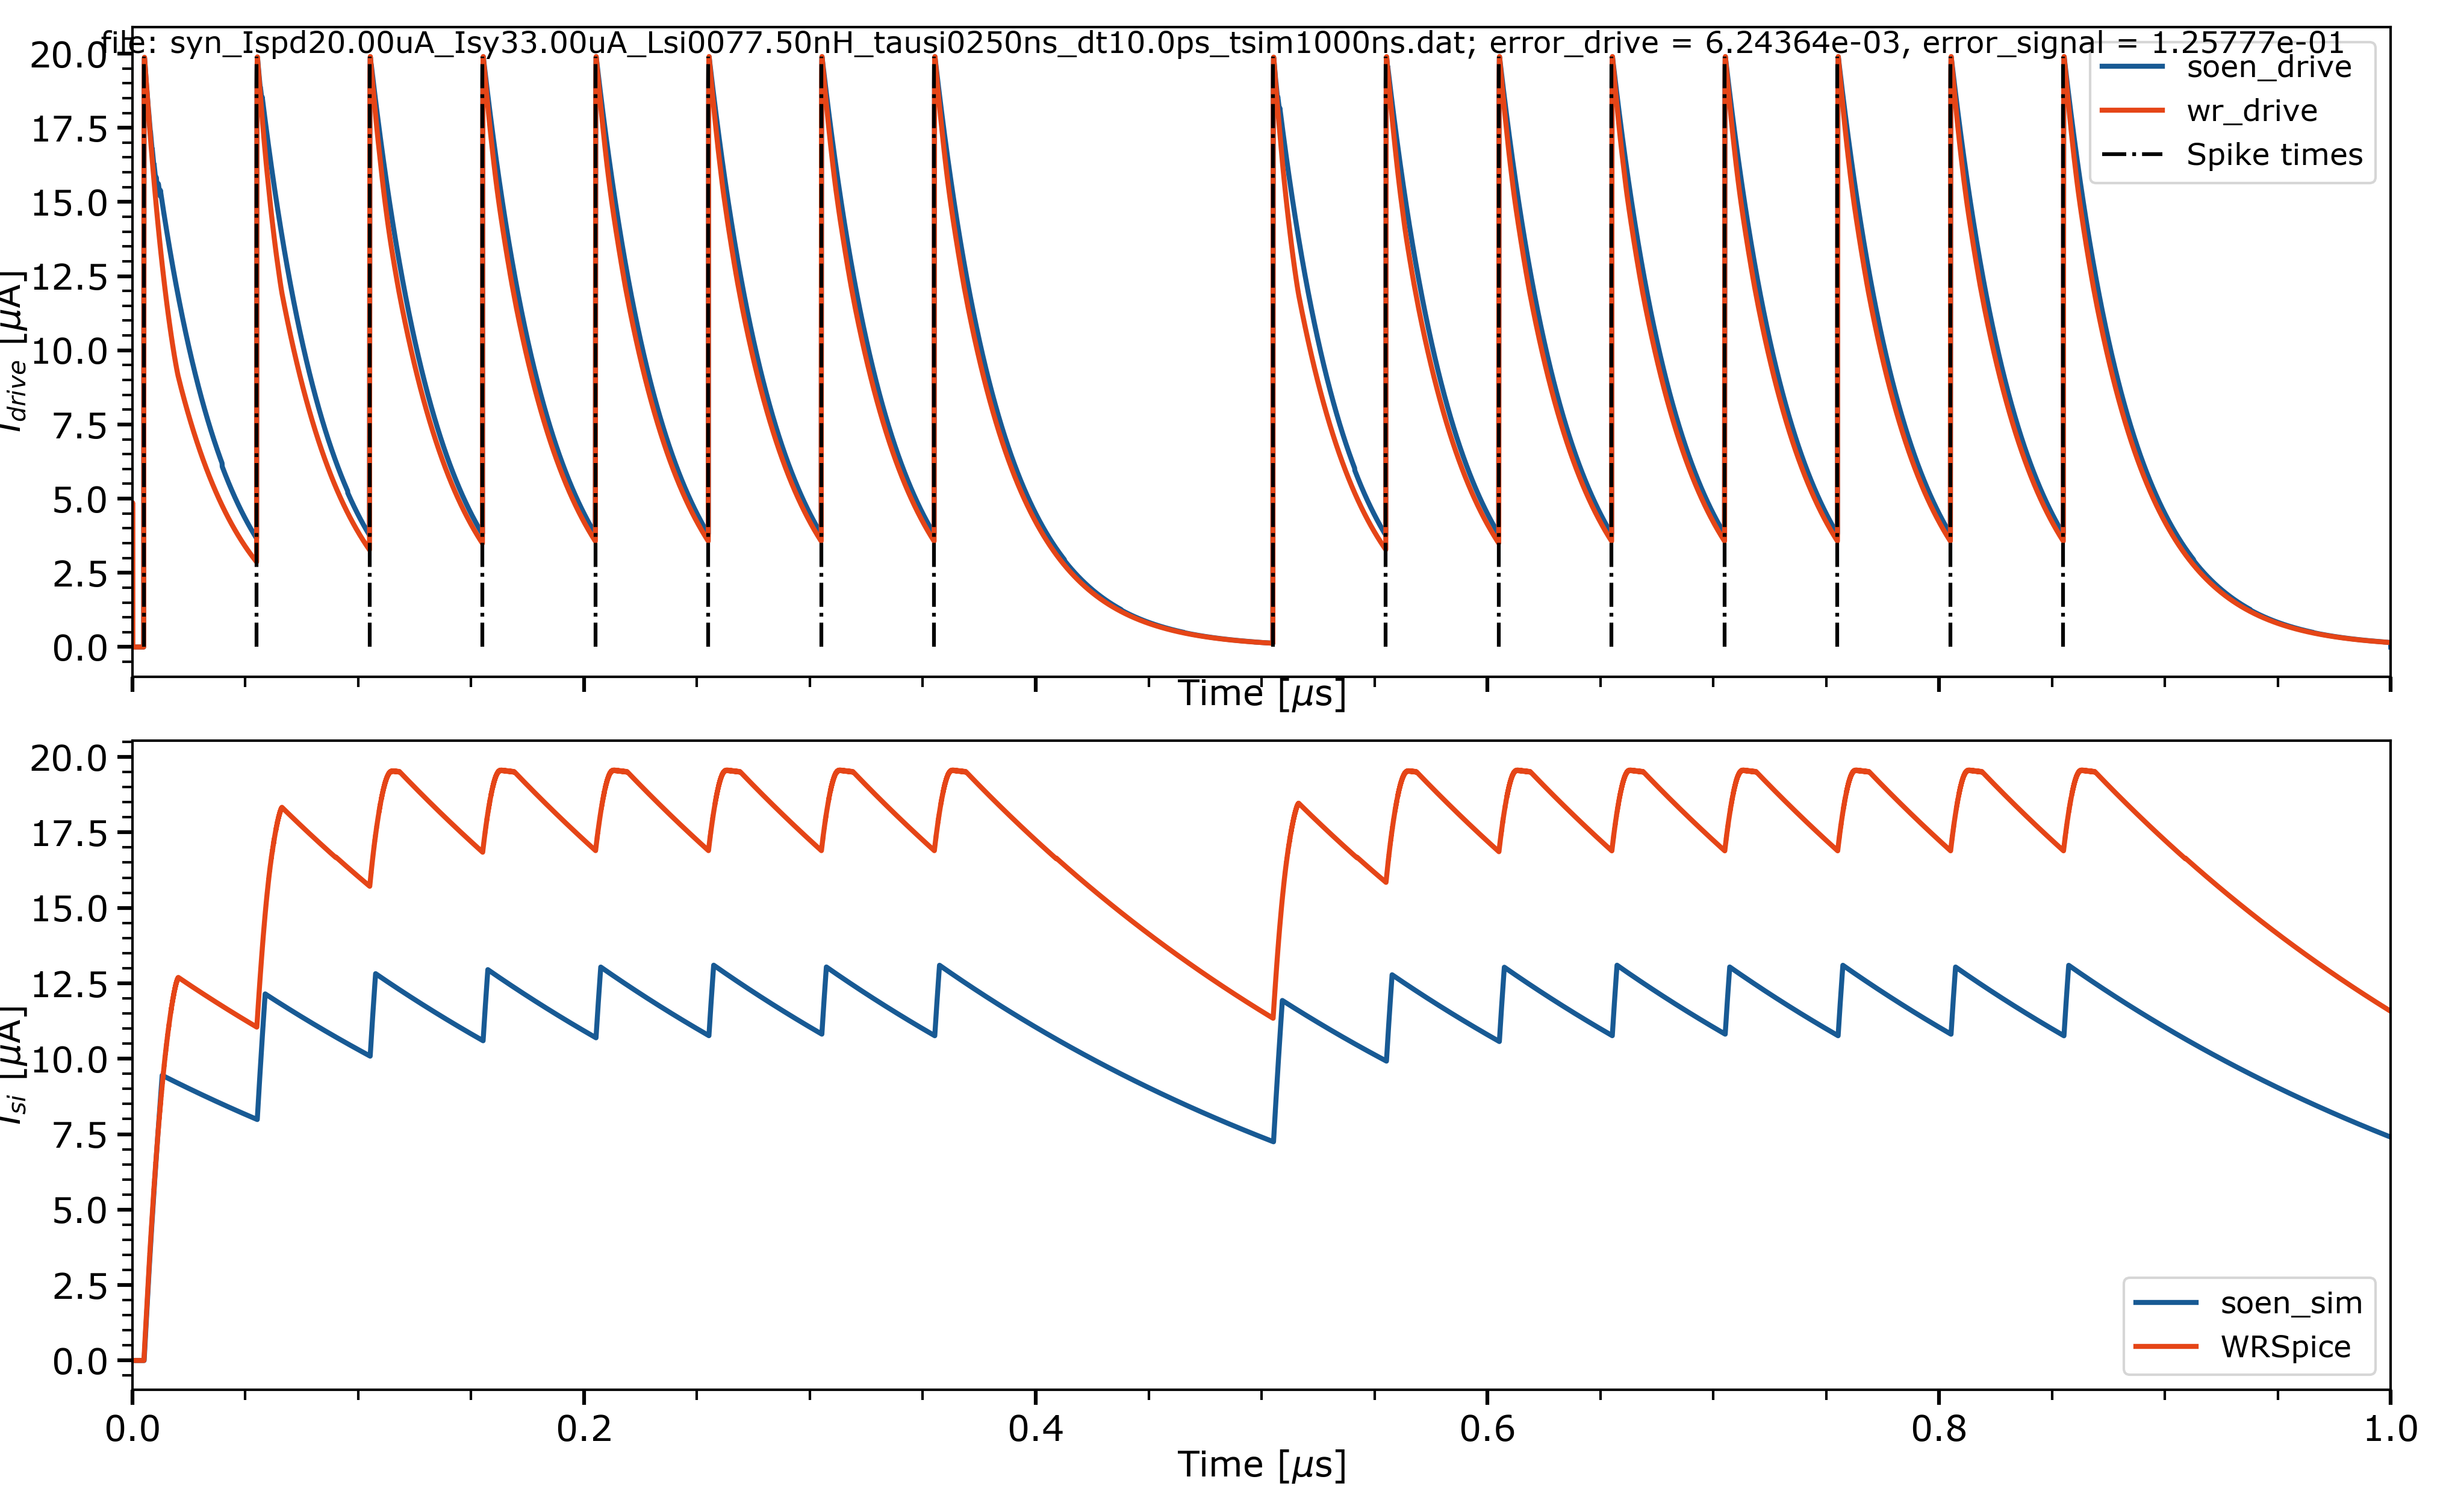 file: syn_Ispd20.00uA_Isy33.00uA_Lsi0077.50nH_tausi0250ns_dt10.0ps_tsim1000ns.dat; error_drive = 6.24364e-03, error_signal = 1.25777e-01
20.0
17.5
15.0
12.5
10.0
7.5
5.0
2.5
0.0
I_drive [μA]
soen_drive
wr_drive
Spike times
Time [μs]
20.0
17.5
15.0
12.5
10.0
7.5
5.0
2.5
0.0
I_si [μA]
soen_sim
WRSpice
0.0 0.2 0.4 0.6 0.8 1.0
Time [μs]